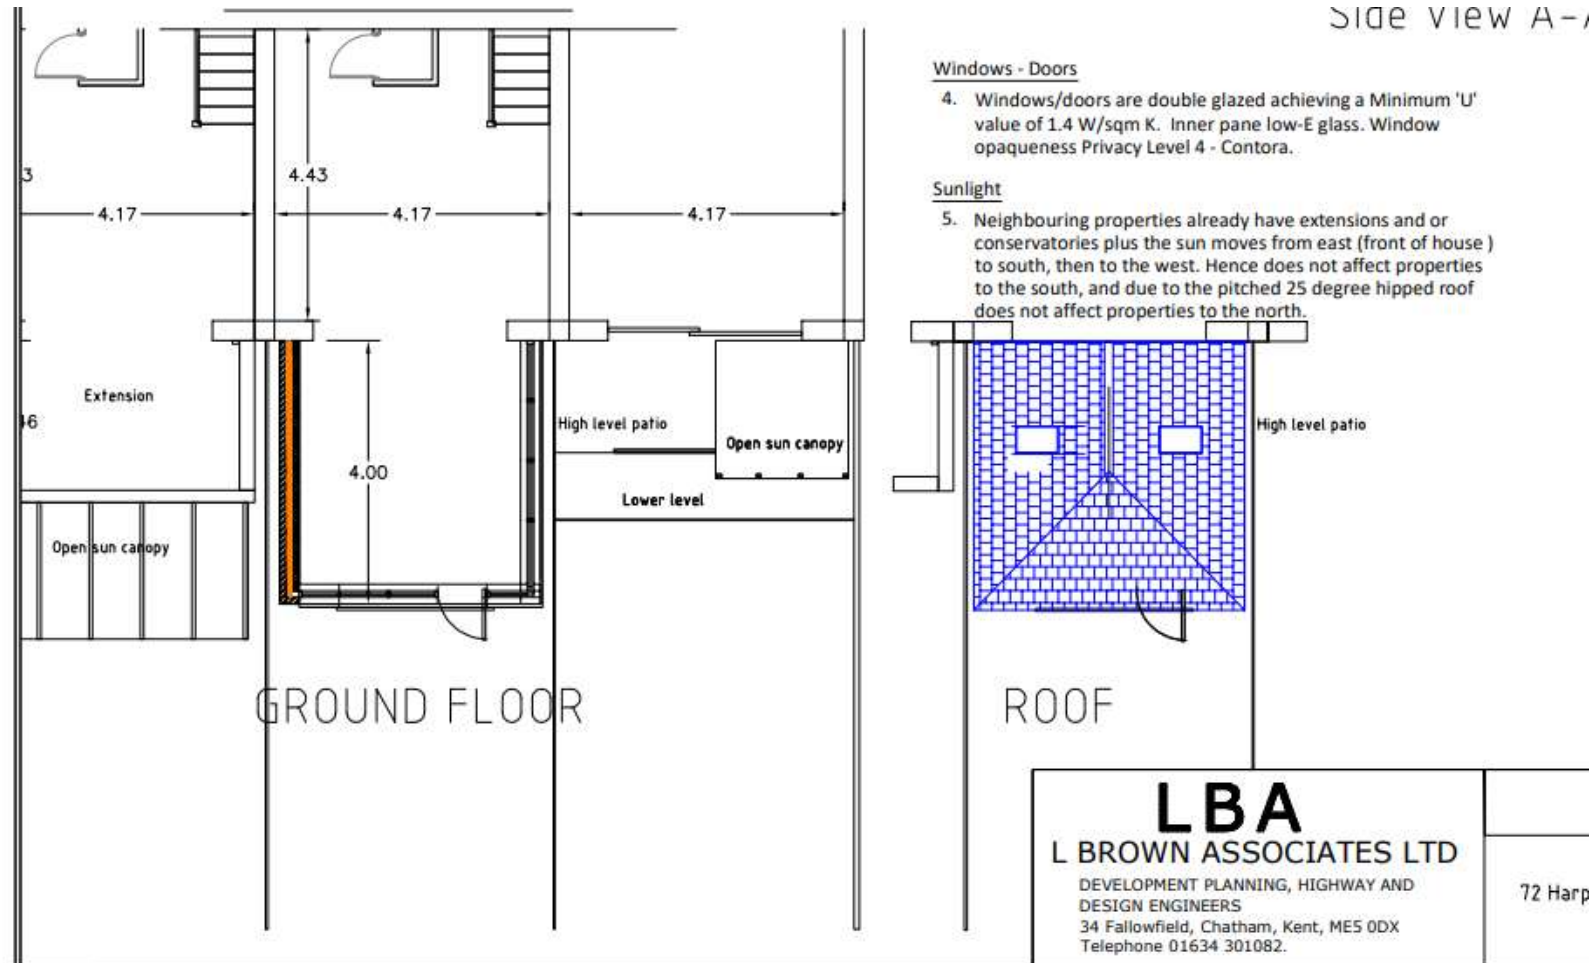 Side View A-A
Windows - Doors
4. Windows/doors are double glazed achieving a Minimum 'U'
value of 1.4 W/sqm K. Inner pane low-E glass. Window
opaqueness Privacy Level 4 - Contora.
Sunlight
5. Neighbouring properties already have extensions and or
conservatories plus the sun moves from east (front of house )
to south, then to the west. Hence does not affect properties
to the south, and due to the pitched 25 degree hipped roof
does not affect properties to the north.
3
4.43
4.17
4.17
4.17
Extension
46
4.00
High level patio
Open sun canopy
Lower level
Open sun canopy
High level patio
GROUND FLOOR
ROOF
LBA
L BROWN ASSOCIATES LTD
DEVELOPMENT PLANNING, HIGHWAY AND
DESIGN ENGINEERS
34 Fallowfield, Chatham, Kent, ME5 0DX
Telephone 01634 301082.
72 Harp